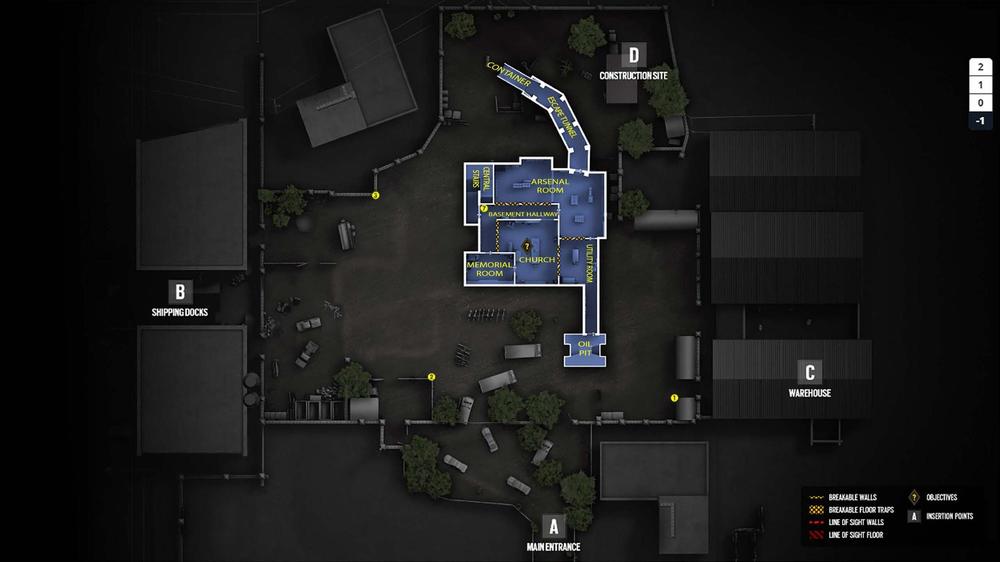 D
CONSTRUCTION SITE
2
1
0
-1
CONTAINER
ESCAPE TUNNEL
CENTRAL
STAIRS
ARSENAL
ROOM
3
?
BASEMENT HALLWAY
?
CHURCH
MEMORIAL
ROOM
UTILITY ROOM
B
SHIPPING DOCKS
OIL
PIT
2
1
C
WAREHOUSE
A
MAIN ENTRANCE
BREAKABLE WALLS
BREAKABLE FLOOR TRAPS
LINE OF SIGHT WALLS
LINE OF SIGHT FLOOR
? OBJECTIVES
A INSERTION POINTS